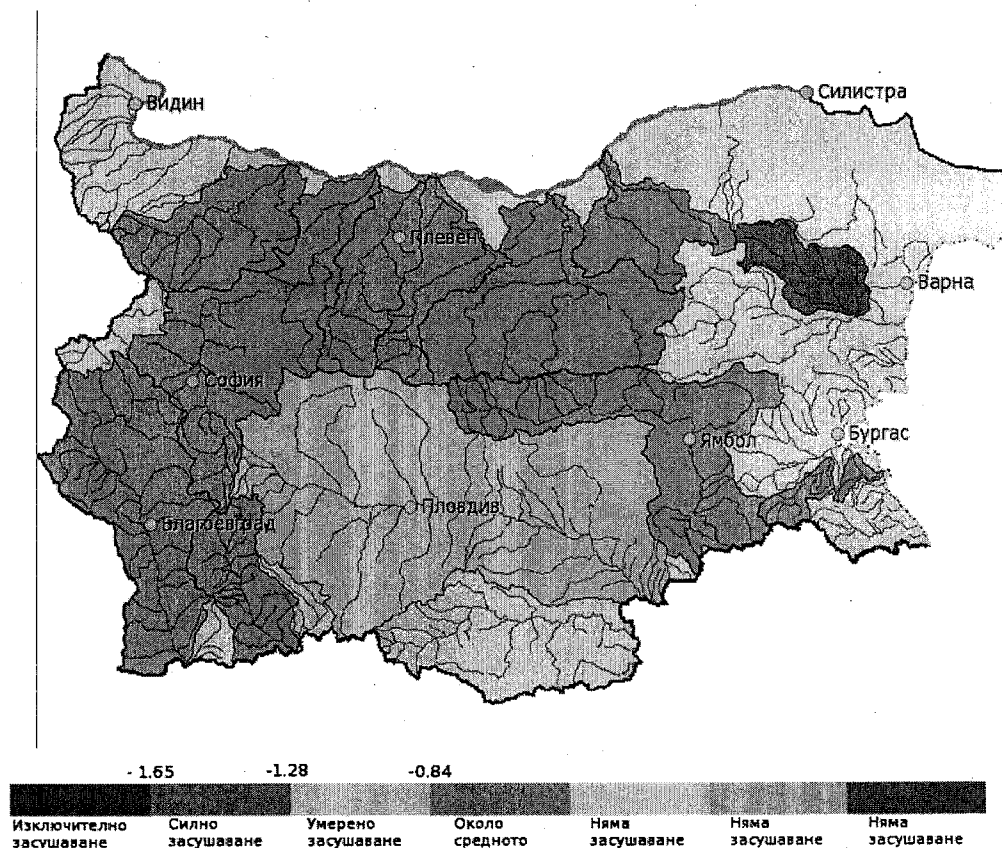 Видин
Силистра
Плевен
Варна
София
Ямбол
Бургас
Пловдив
Благоевград
- 1.65 -1.28 -0.84
Изключително засушаване
Силно засушаване
Умерено засушаване
Около средното
Няма засушаване
Няма засушаване
Няма засушаване